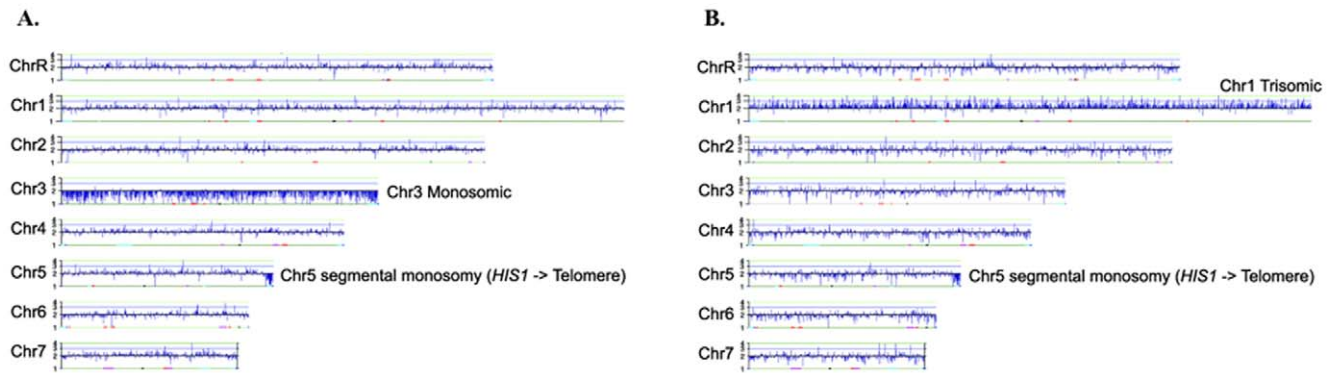 A.
ChrR
Chr1
Chr2
Chr3
Chr3 Monosomic
Chr4
Chr5
Chr5 segmental monosomy (HIS1 -> Telomere)
Chr6
Chr7
B.
ChrR
Chr1 Trisomic
Chr1
Chr2
Chr3
Chr4
Chr5
Chr5 segmental monosomy (HIS1 -> Telomere)
Chr6
Chr7